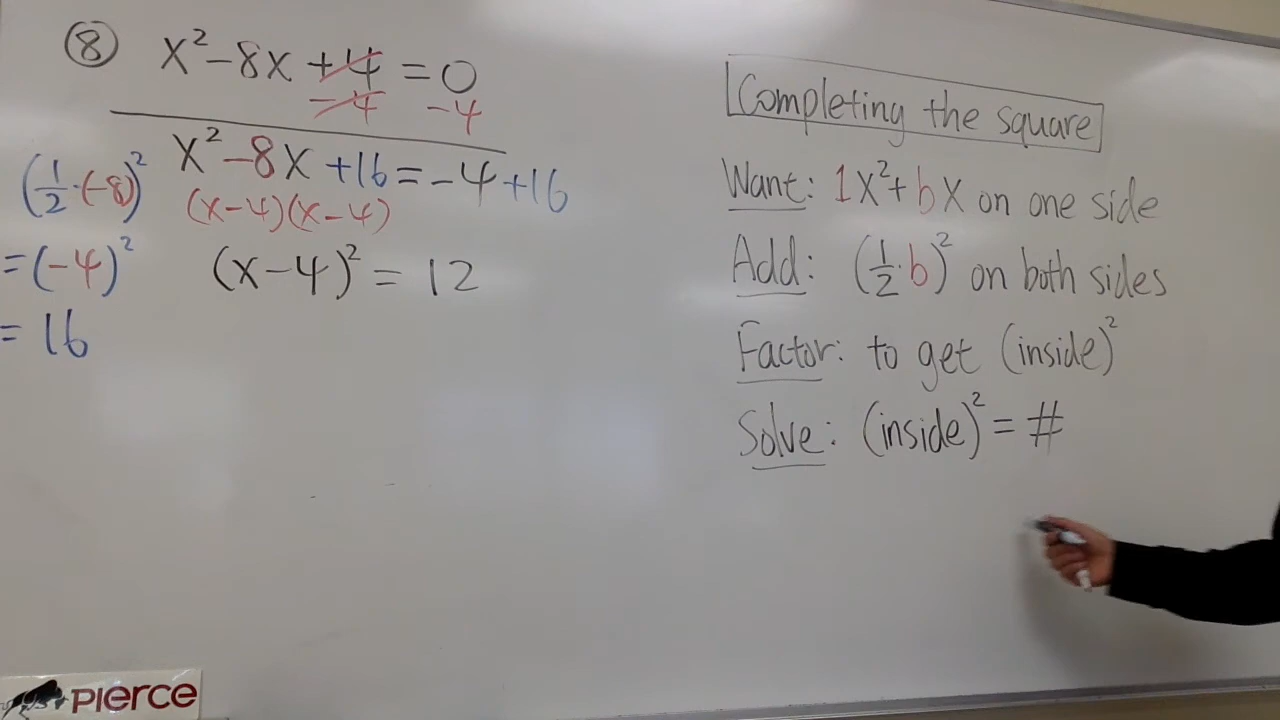 ⑧ x² - 8x + 4 = 0
- 4 - 4
x² - 8x + 16 = -4 + 16
(x-4)(x-4)
(x-4)² = 12
(1/2·(-8))²
= (-4)²
= 16
Completing the square
Want: 1x² + bx on one side
Add: (1/2·b)² on both sides
Factor: to get (inside)²
Solve: (inside)² = #
PIERCE